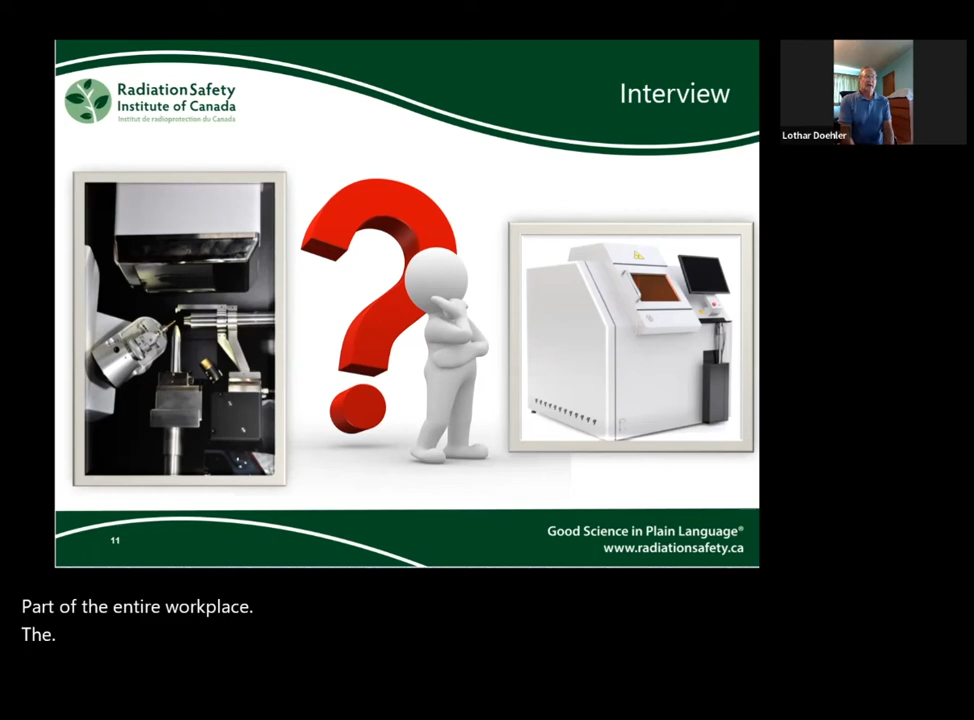 Radiation Safety
Institute of Canada
Institut de radioprotection du Canada
Interview
Lothar Doehler
11
Good Science in Plain Language®
www.radiationsafety.ca
Part of the entire workplace.
The.